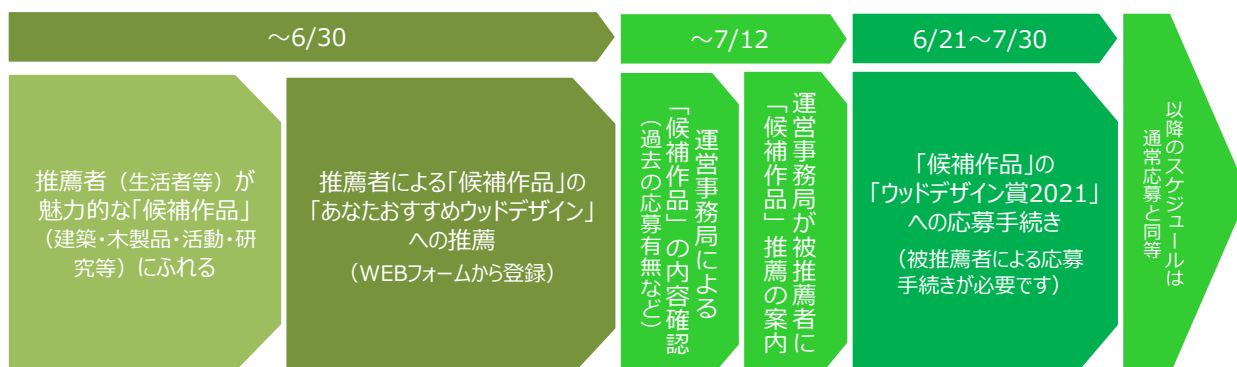 ～6/30
推薦者（生活者等）が
魅力的な｢候補作品｣
（建築･木製品･活動･研
究等）にふれる
推薦者による｢候補作品｣の
｢あなたおすすめウッドデザイン｣
への推薦
（WEBフォームから登録）
～7/12
運営事務局による
「候補作品」の内容確認
（過去の応募有無など）
運営事務局が被推薦者に
「候補作品」推薦の案内
6/21～7/30
｢候補作品｣の
｢ウッドデザイン賞2021｣
への応募手続き
（被推薦者による応募
手続きが必要です）
以降のスケジュールは
通常応募と同等